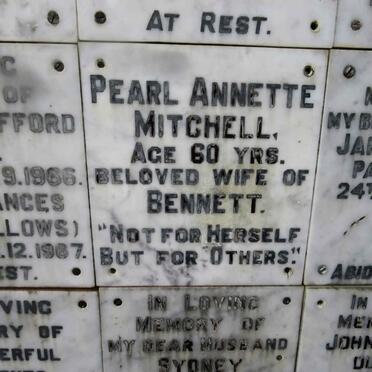 AT REST.
PEARL ANNETTE
MITCHELL,
AGE 60 YRS.
BELOVED WIFE OF
BENNETT.
"NOT FOR HERSELF
BUT FOR OTHERS".
OF
FFORD
9.1966.
ANCES
LLOWS)
.12.1967.
EST.
MY
JA
PA
24T
ABID
VING
RY OF
ERFUL
IN LOVING
MEMORY OF
MY DEAR HUSBAND
SYDNEY
IN
ME
JOHN